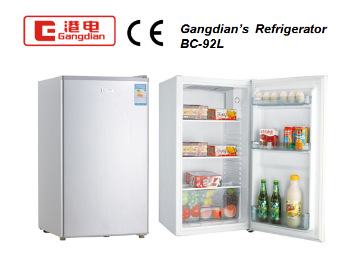 港电
Gangdian
CE
Gangdian's Refrigerator
BC-92L